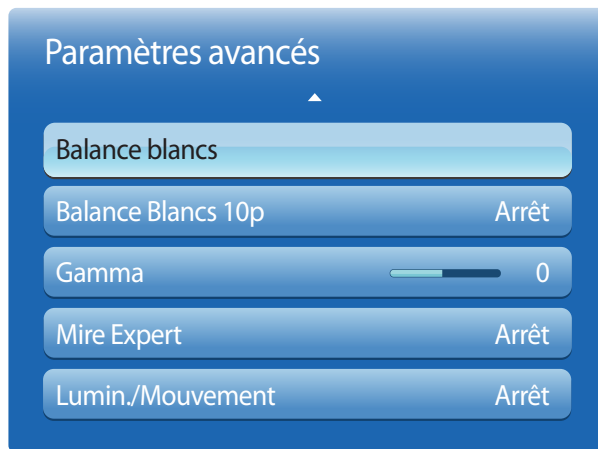 Paramètres avancés
Balance blancs
Balance Blancs 10p Arrêt
Gamma 0
Mire Expert Arrêt
Lumin./Mouvement Arrêt